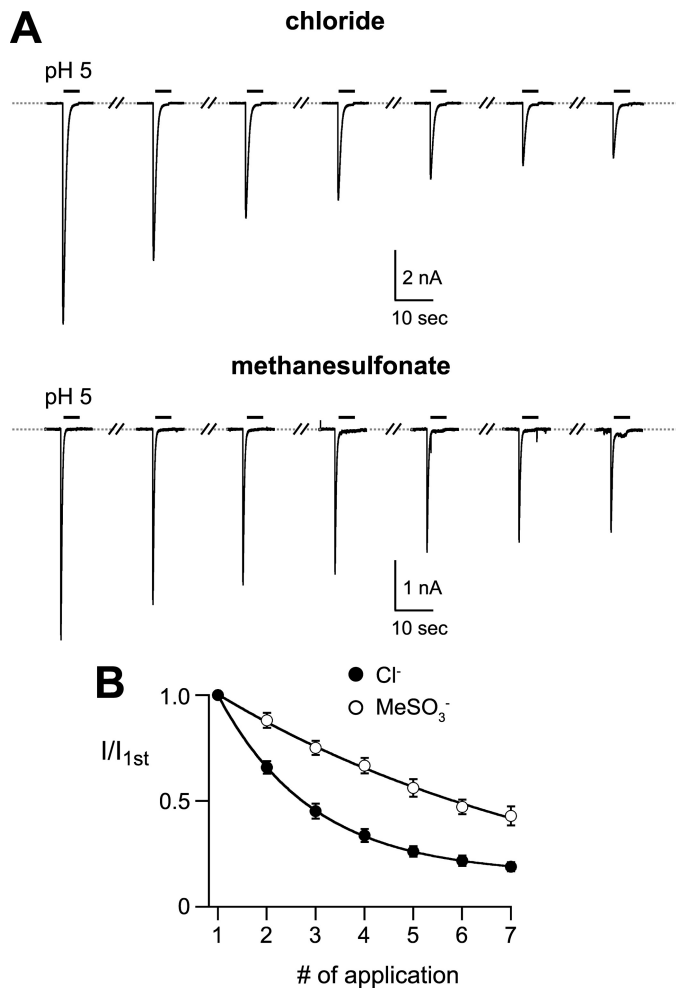 A
chloride
pH 5
2 nA
10 sec
methanesulfonate
pH 5
1 nA
10 sec
B
Cl⁻
MeSO₃⁻
1.0
I/I₁ₛₜ
0.5
0
1 2 3 4 5 6 7
# of application